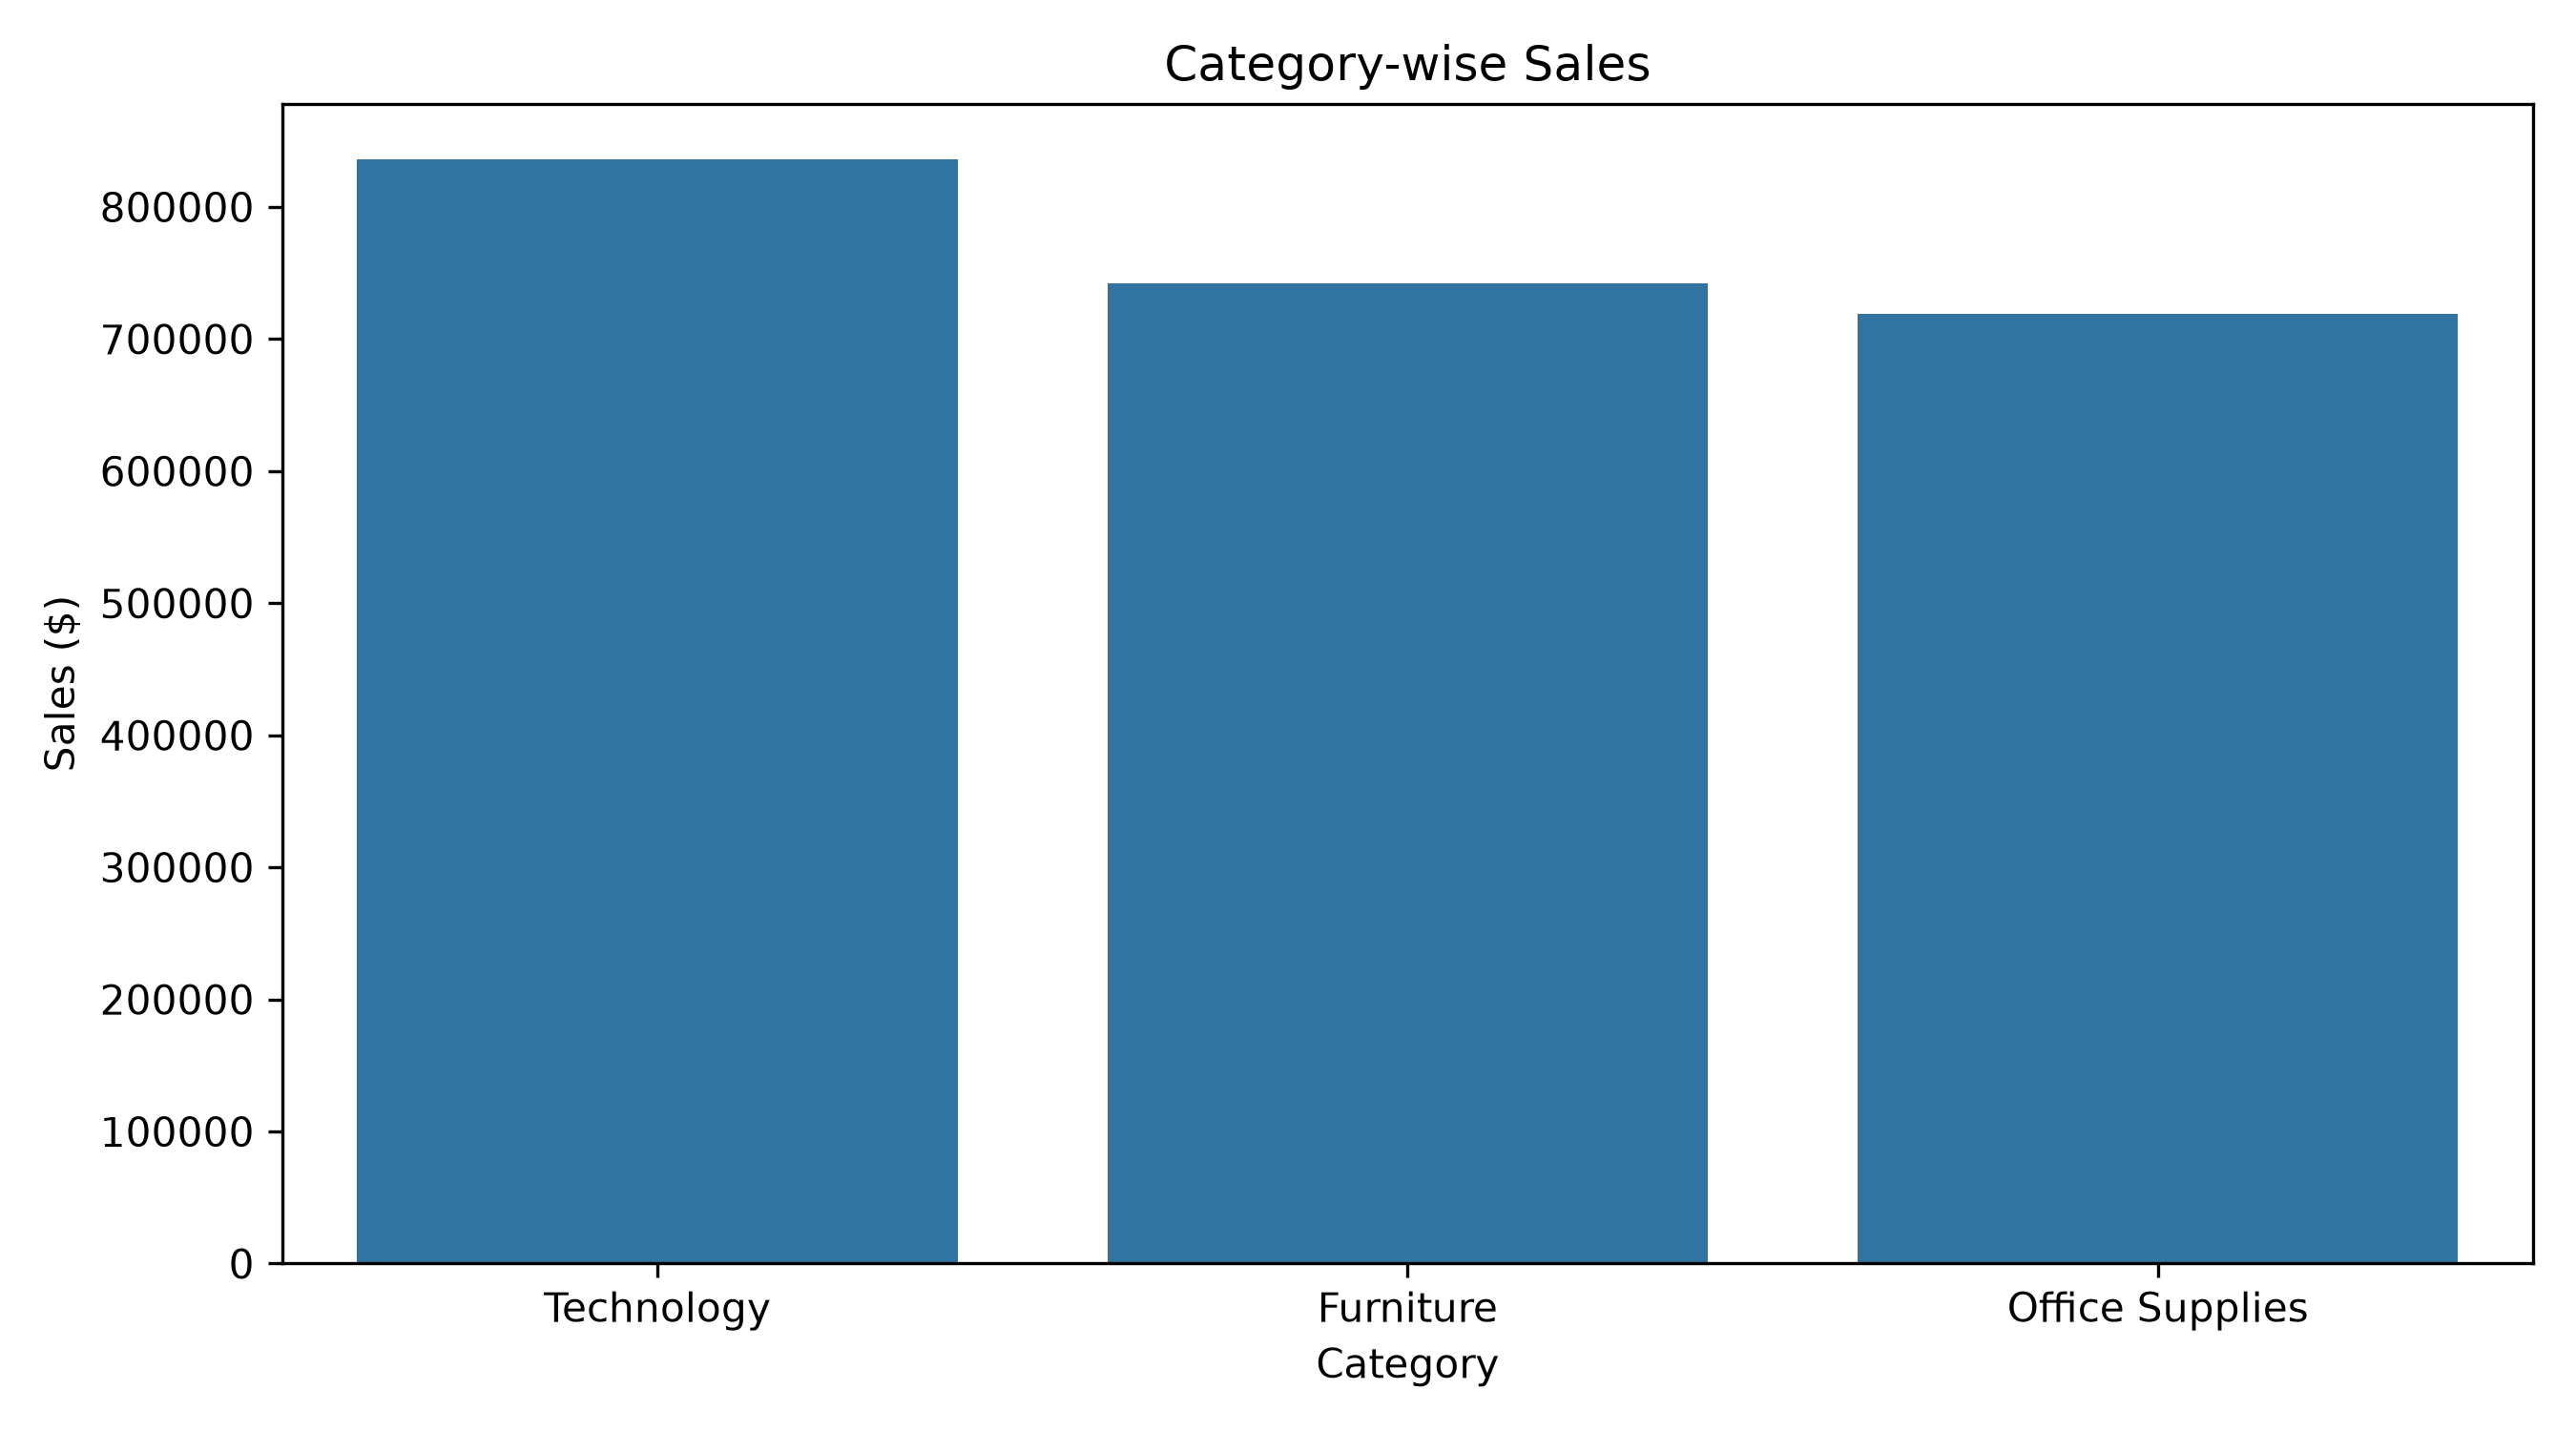 Category-wise Sales
Sales ($)
800000
700000
600000
500000
400000
300000
200000
100000
0
Technology
Furniture
Office Supplies
Category